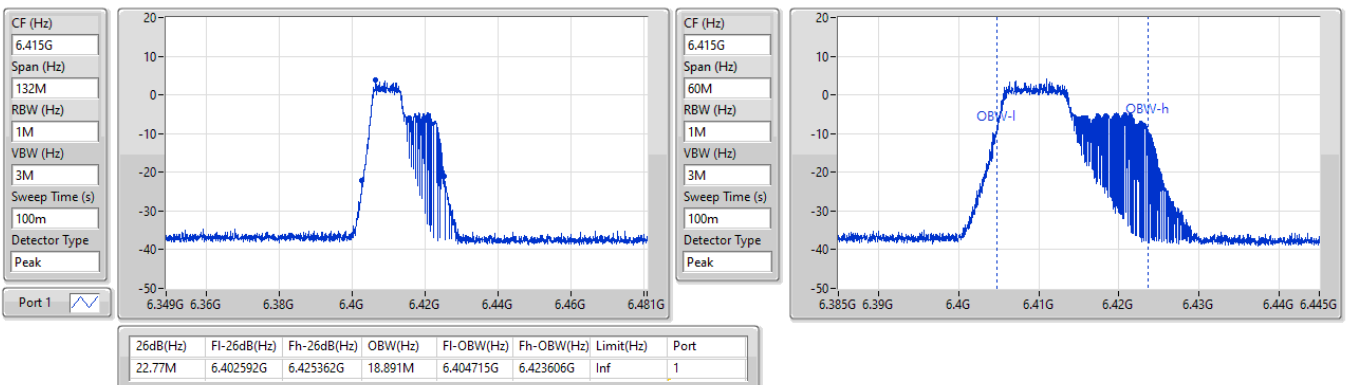 CF (Hz)
6.415G
Span (Hz)
132M
RBW (Hz)
1M
VBW (Hz)
3M
Sweep Time (s)
100m
Detector Type
Peak
Port 1
20
10
0
-10
-20
-30
-40
-50
6.349G 6.36G 6.38G 6.4G 6.42G 6.44G 6.46G 6.481G
CF (Hz)
6.415G
Span (Hz)
60M
RBW (Hz)
1M
VBW (Hz)
3M
Sweep Time (s)
100m
Detector Type
Peak
20
10
0
-10
-20
-30
-40
-50
OBW-l
OBW-h
6.385G 6.39G 6.4G 6.41G 6.42G 6.43G 6.44G 6.445G
26dB(Hz) Fl-26dB(Hz) Fh-26dB(Hz) OBW(Hz) Fl-OBW(Hz) Fh-OBW(Hz) Limit(Hz) Port
22.77M 6.402592G 6.425362G 18.891M 6.404715G 6.423606G Inf 1